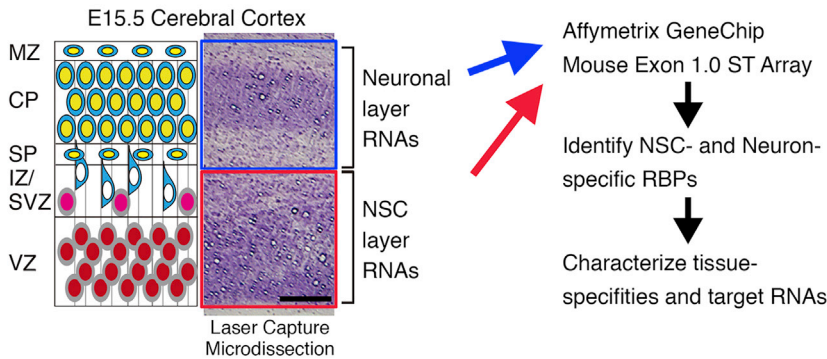 E15.5 Cerebral Cortex
MZ
CP
SP
IZ/
SVZ
VZ
Neuronal
layer
RNAs
NSC
layer
RNAs
Laser Capture
Microdissection
Affymetrix GeneChip
Mouse Exon 1.0 ST Array
Identify NSC- and Neuron-
specific RBPs
Characterize tissue-
specifities and target RNAs